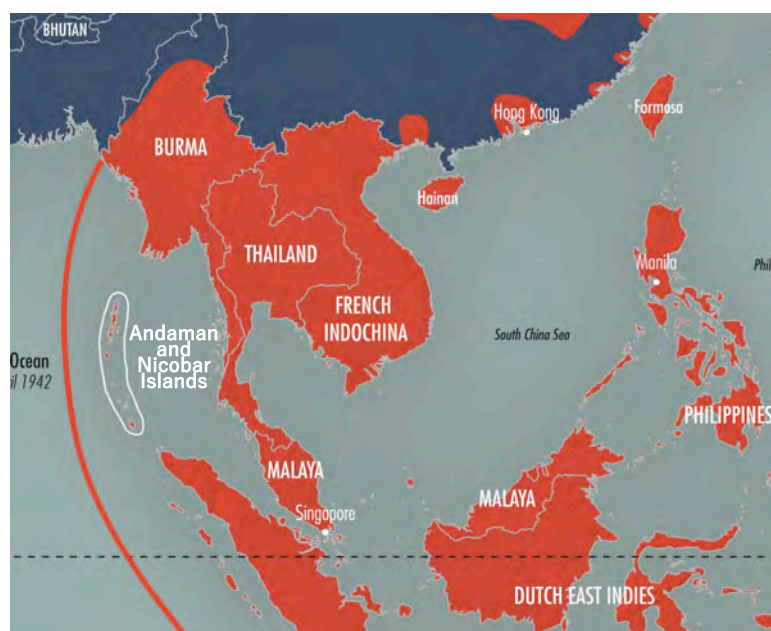 BHUTAN
Hong Kong
Formosa
BURMA
Hainan
THAILAND
Manila
Phil
FRENCH
INDOCHINA
Andaman
and
Nicobar
Islands
South China Sea
Ocean
il 1942
PHILIPPINES
MALAYA
MALAYA
Singapore
DUTCH EAST INDIES